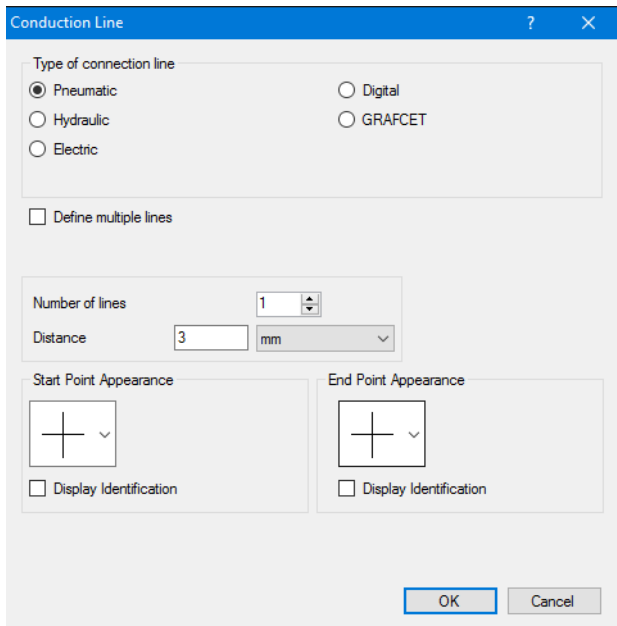 Conduction Line ?
Type of connection line
Pneumatic Digital
Hydraulic GRAFCET
Electric
Define multiple lines
Number of lines 1
Distance 3 mm
Start Point Appearance End Point Appearance
Display Identification Display Identification
OK Cancel